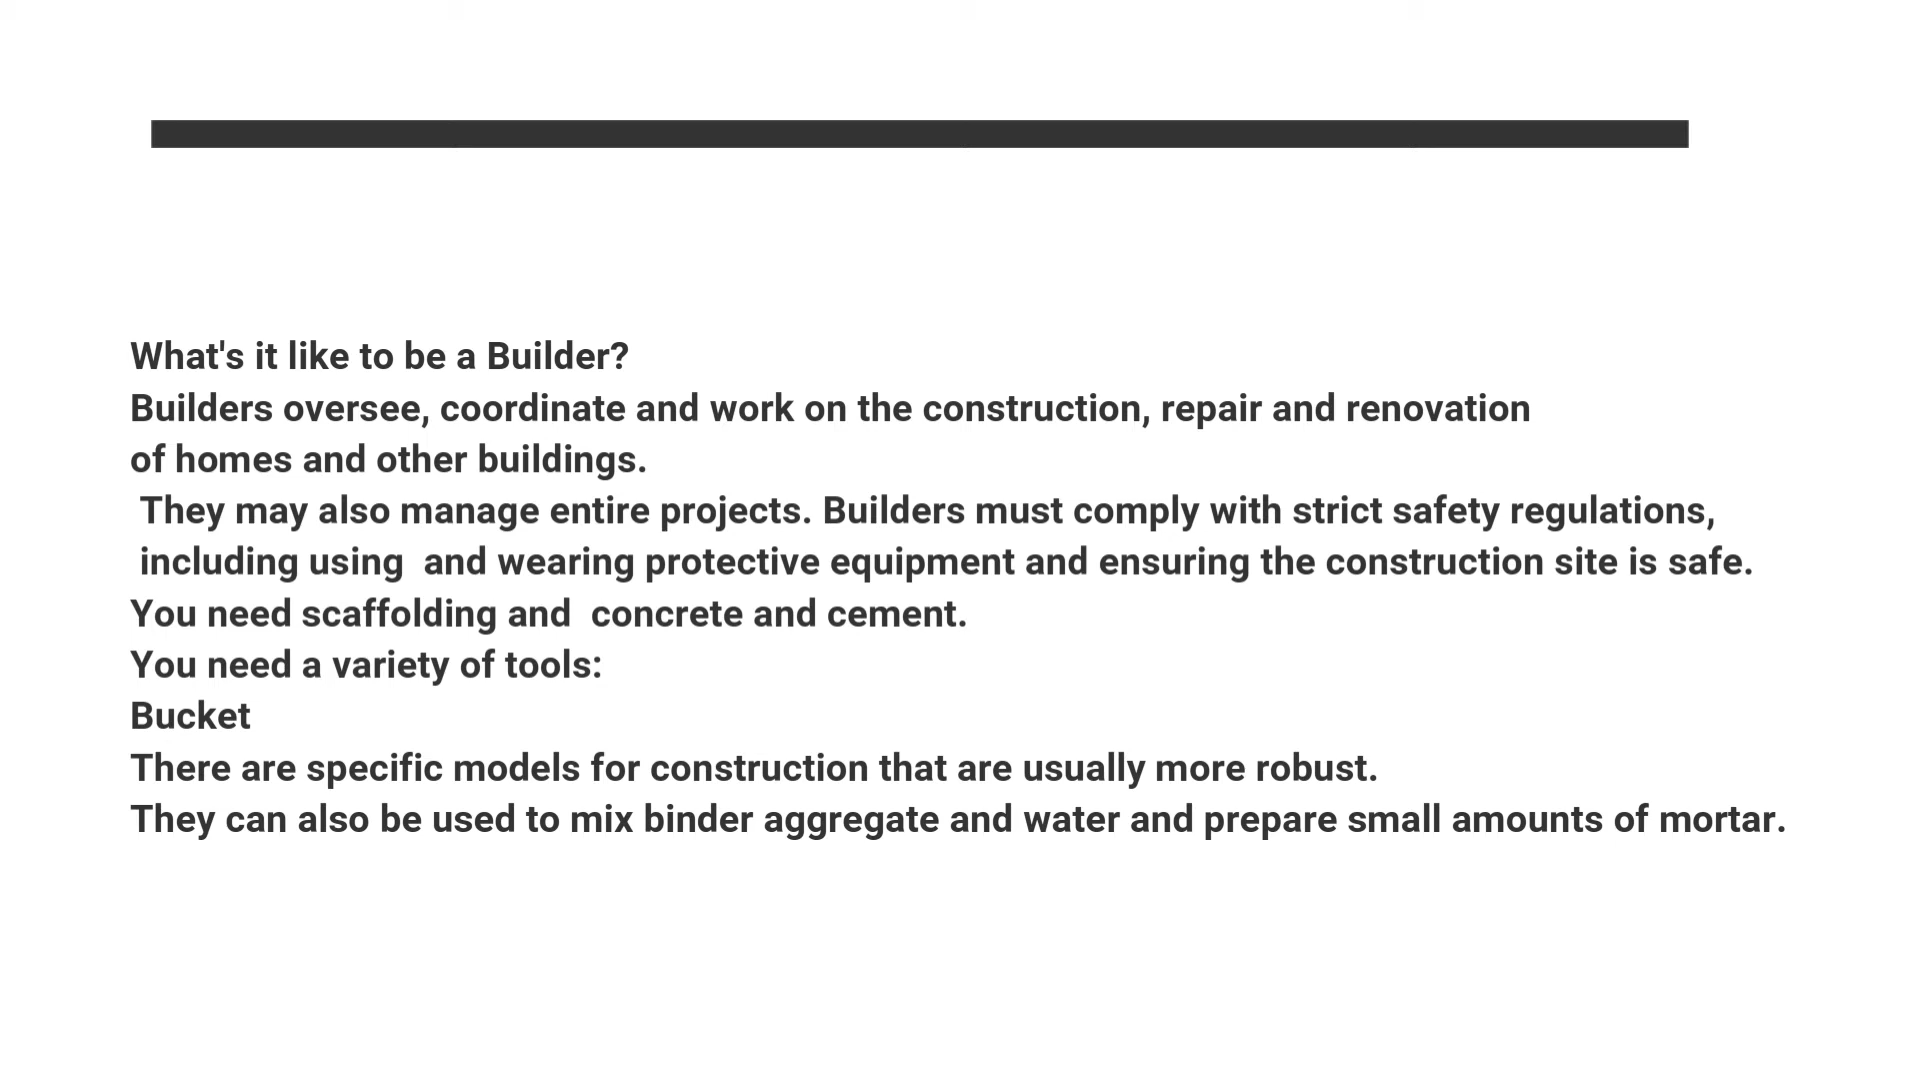 What's it like to be a Builder?
Builders oversee, coordinate and work on the construction, repair and renovation
of homes and other buildings.
They may also manage entire projects. Builders must comply with strict safety regulations,
including using  and wearing protective equipment and ensuring the construction site is safe.
You need scaffolding and  concrete and cement.
You need a variety of tools:
Bucket
There are specific models for construction that are usually more robust.
They can also be used to mix binder aggregate and water and prepare small amounts of mortar.